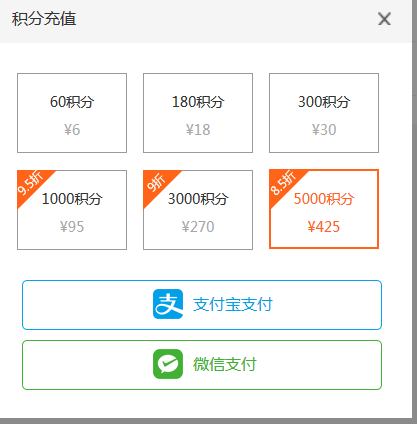 积分充值
60积分
¥6
180积分
¥18
300积分
¥30
9.5折
1000积分
¥95
9折
3000积分
¥270
8.5折
5000积分
¥425
支 支付宝支付
微信支付